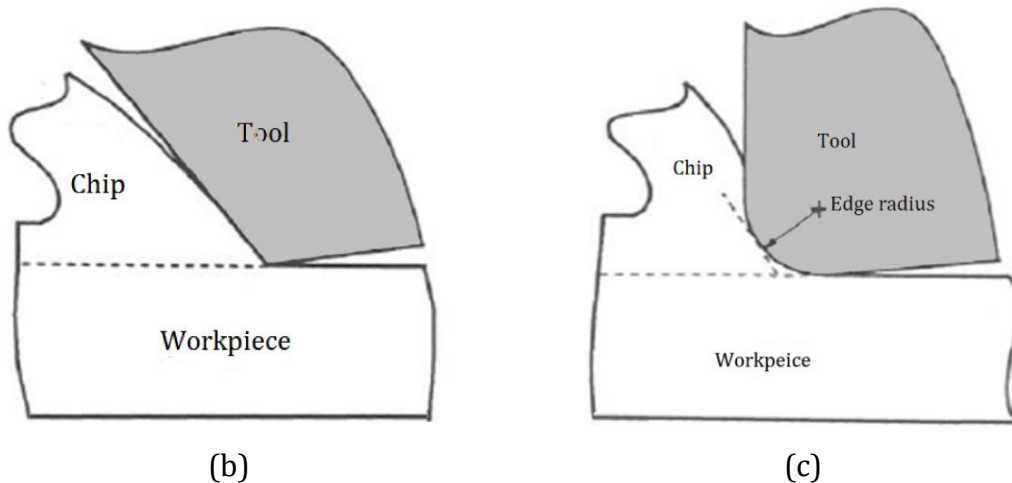 Tool
Chip
Workpiece
(b)
Tool
Chip
Edge radius
Workpeice
(c)